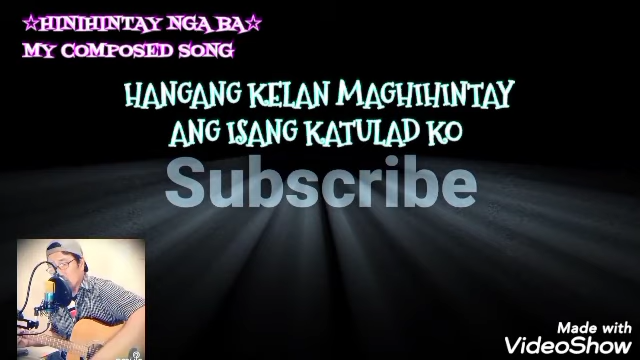 ☆HINIHINTAY NGA BA☆
MY COMPOSED SONG
HANGANG KELAN MAGHIHINTAY
ANG ISANG KATULAD KO
Subscribe
Made with
VideoShow